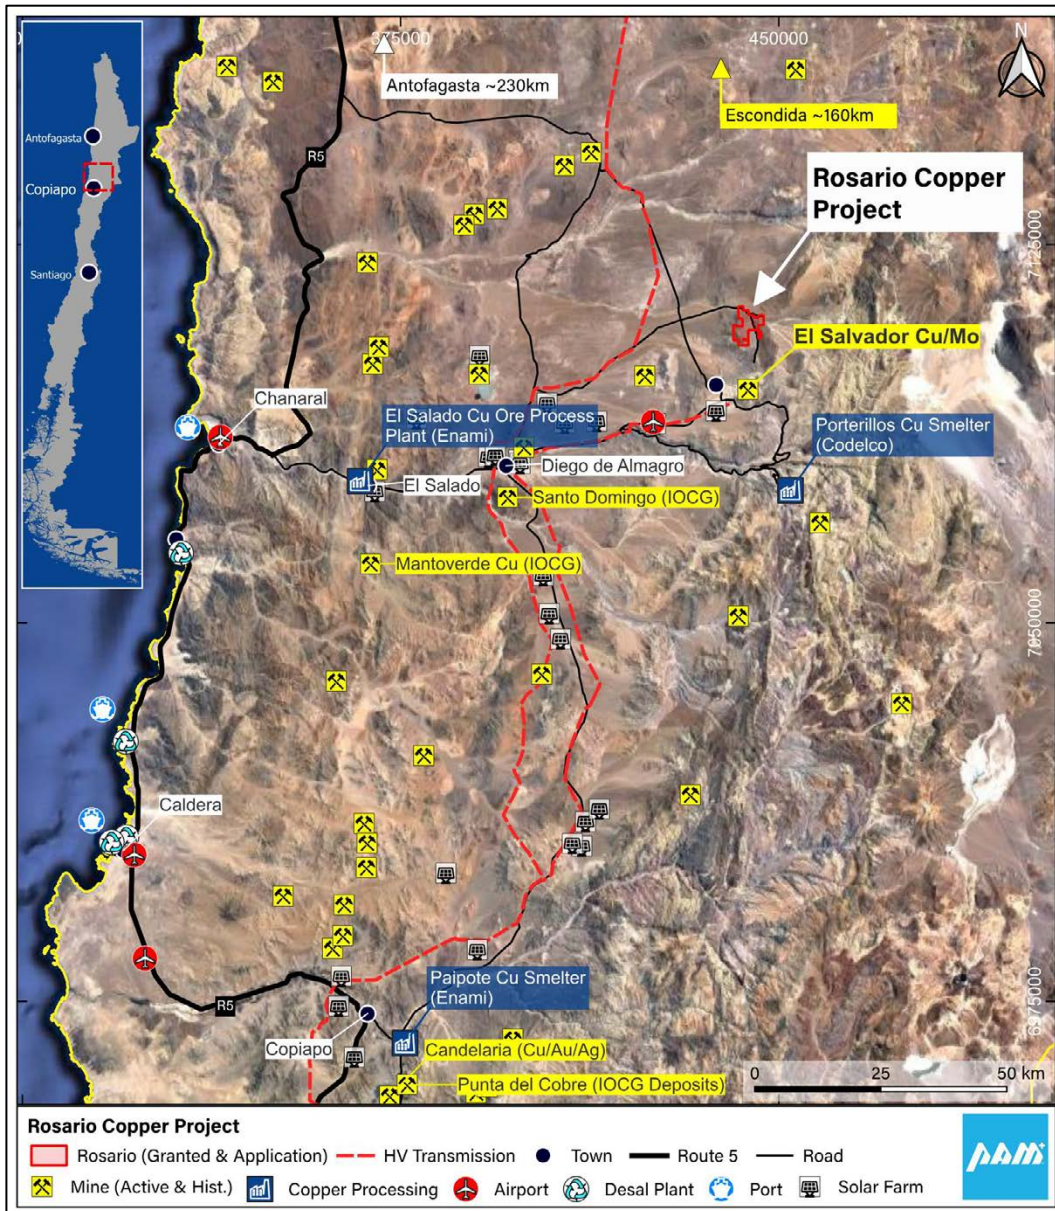 375000
450000
N
Antofagasta ~230km
Escondida ~160km
Antofagasta
Copiapo
Santiago
R5
Rosario Copper
Project
7125000
El Salvador Cu/Mo
Chanaral
El Salado Cu Ore Process
Plant (Enami)
Porterillos Cu Smelter
(Codelco)
Diego de Almagro
El Salado
Santo Domingo (IOCG)
Mantoverde Cu (IOCG)
7050000
Caldera
Paipote Cu Smelter
(Enami)
R5
6975000
Copiapo
Candelaria (Cu/Au/Ag)
Punta del Cobre (IOCG Deposits)
0 25 50 km
Rosario Copper Project
Rosario (Granted & Application) HV Transmission Town Route 5 Road
Mine (Active & Hist.) Copper Processing Airport Desal Plant Port Solar Farm
PAM+